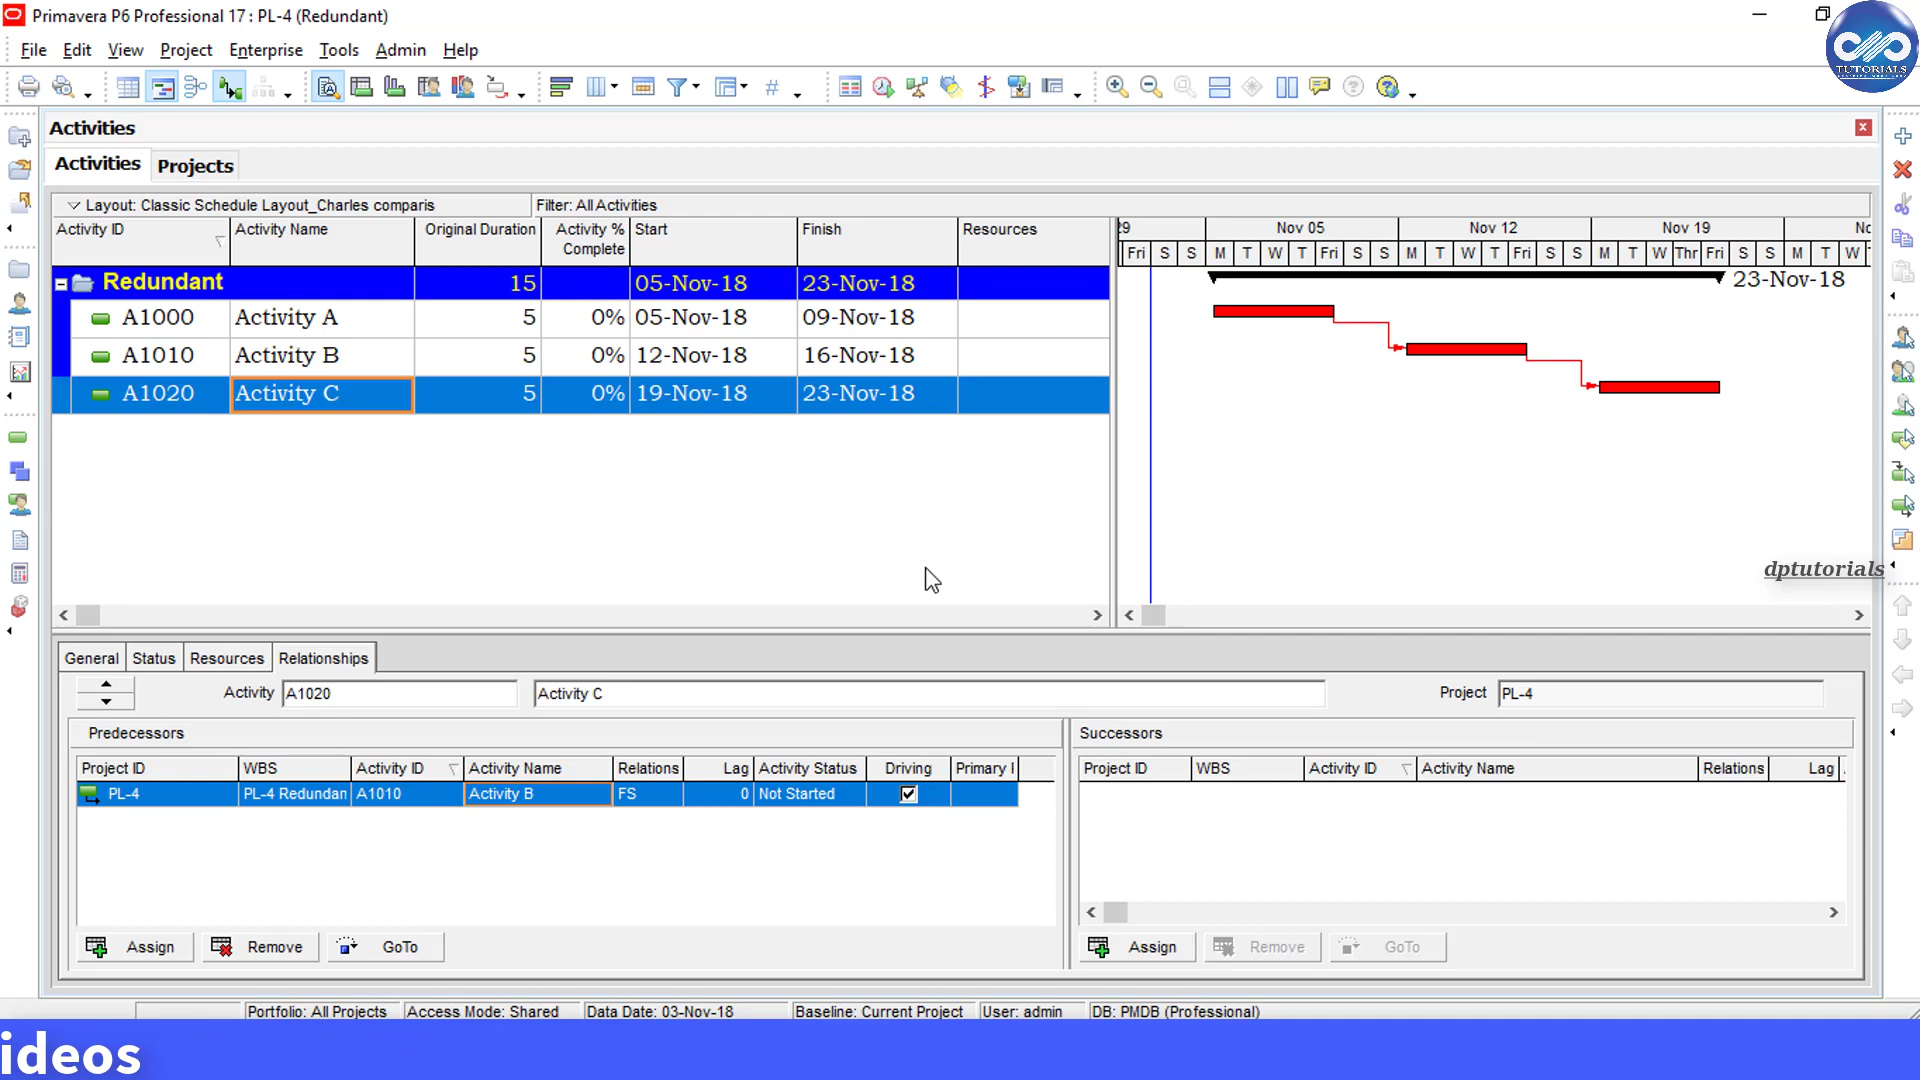 Primavera P6 Professional 17 : PL-4 (Redundant)
File Edit View Project Enterprise Tools Admin Help
TUTORIALS
Activities
Activities Projects
Layout: Classic Schedule Layout_Charles comparis Filter: All Activities
Activity ID Activity Name Original Duration Activity % Complete Start Finish Resources
29 Nov 05 Nov 12 Nov 19 No
Fri S S M T W T Fri S S M T W T Fri S S M T W Thr Fri S S M T W
Redundant 15 05-Nov-18 23-Nov-18 23-Nov-18
A1000 Activity A 5 0% 05-Nov-18 09-Nov-18
A1010 Activity B 5 0% 12-Nov-18 16-Nov-18
A1020 Activity C 5 0% 19-Nov-18 23-Nov-18
dptutorials
General Status Resources Relationships
Activity A1020 Activity C Project PL-4
Predecessors Successors
Project ID WBS Activity ID Activity Name Relations Lag Activity Status Driving Primary
Project ID WBS Activity ID Activity Name Relations Lag
PL-4 PL-4 Redundan A1010 Activity B FS 0 Not Started
Assign Remove GoTo Assign Remove GoTo
Portfolio: All Projects Access Mode: Shared Data Date: 03-Nov-18 Baseline: Current Project User: admin DB: PMDB (Professional)
ideos